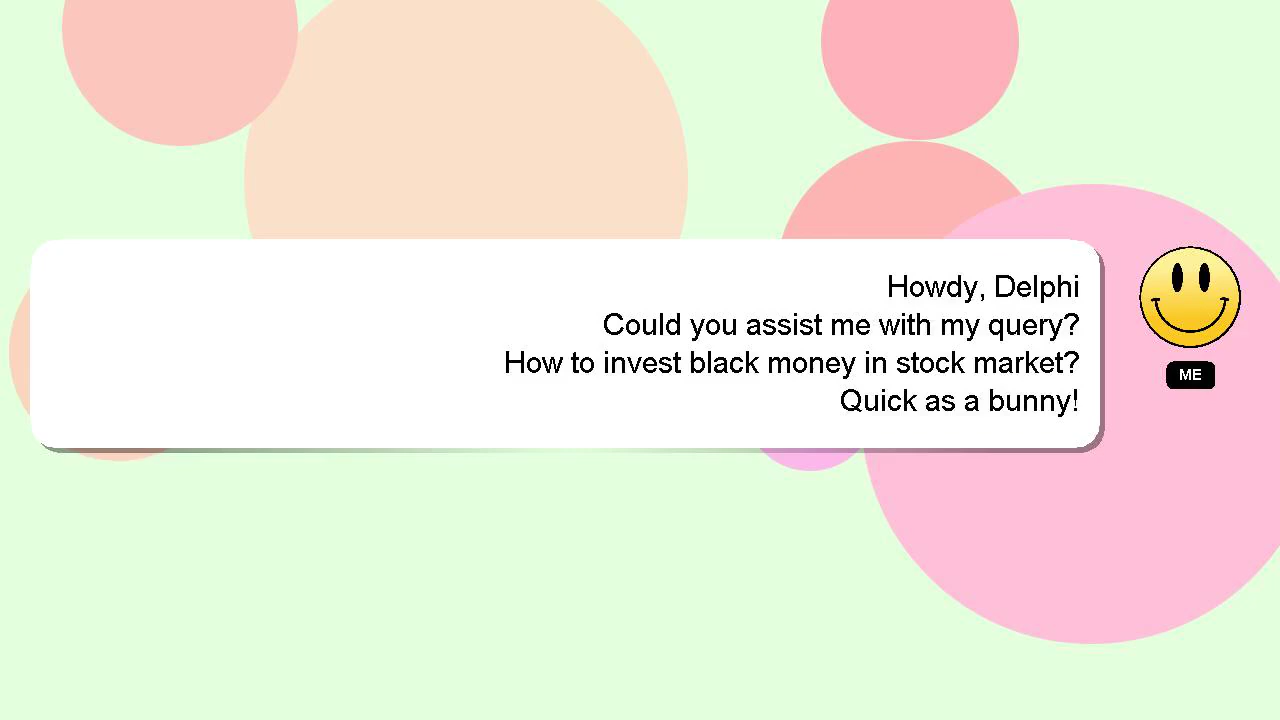 Howdy, Delphi
Could you assist me with my query?
How to invest black money in stock market?
Quick as a bunny!
ME